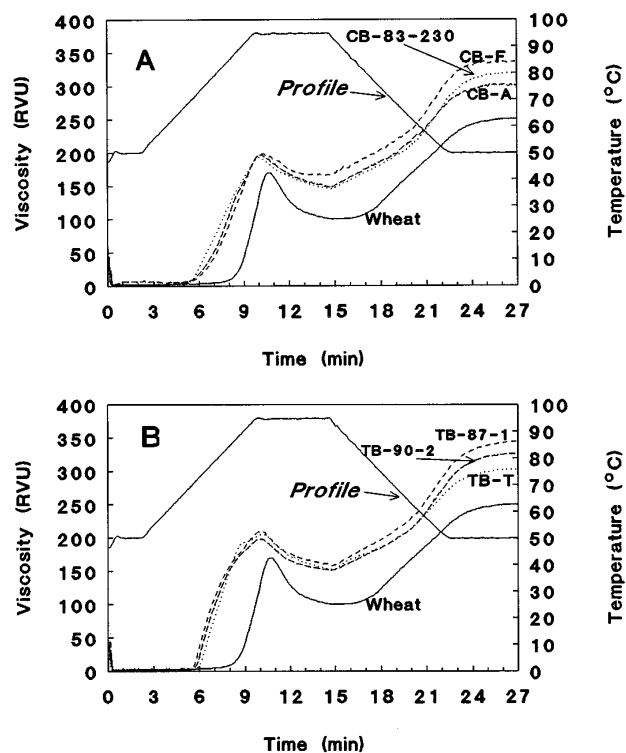 A
CB-83-230
CB-F
CB-A
Profile
Wheat
Viscosity (RVU)
400
350
300
250
200
150
100
50
0
Temperature (°C)
100
90
80
70
60
50
40
30
20
10
0
0 3 6 9 12 15 18 21 24 27
Time (min)
B
TB-87-1
TB-90-2
TB-T
Profile
Wheat
Viscosity (RVU)
400
350
300
250
200
150
100
50
0
Temperature (°C)
100
90
80
70
60
50
40
30
20
10
0
0 3 6 9 12 15 18 21 24 27
Time (min)